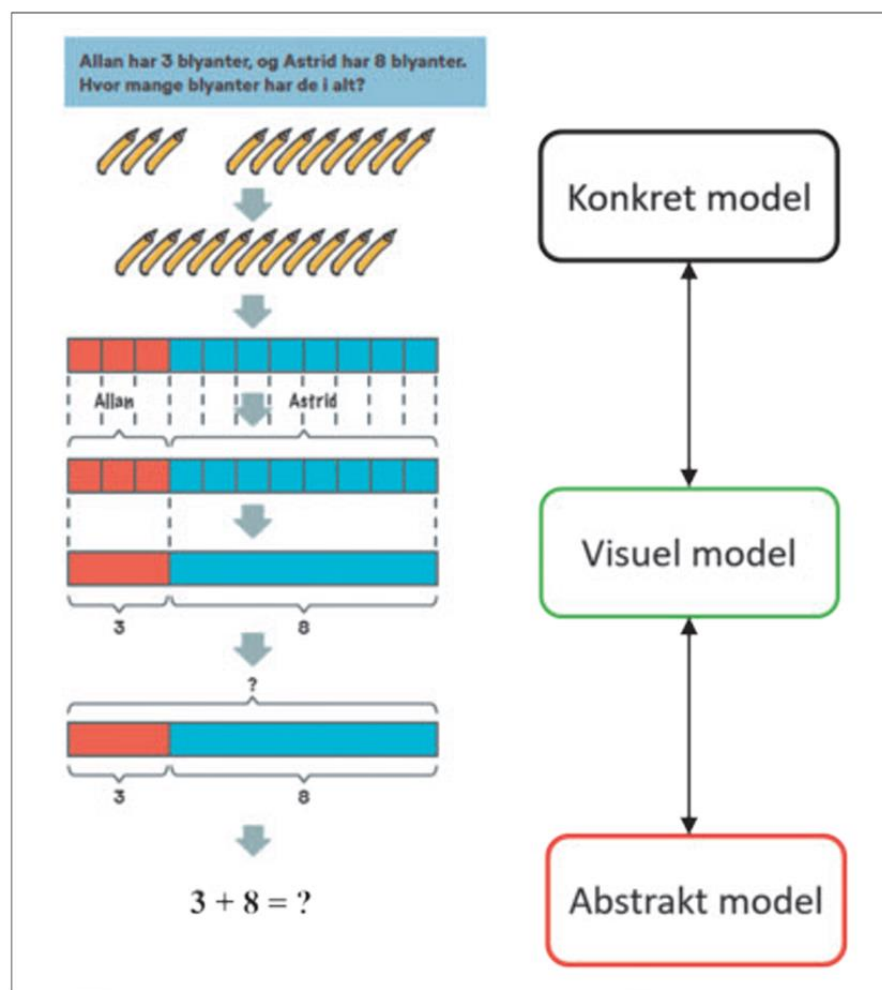 Allan har 3 blyanter, og Astrid har 8 blyanter.
Hvor mange blyanter har de i alt?
Konkret model
Allan
Astrid
Visuel model
3
8
?
3
8
3 + 8 = ?
Abstrakt model